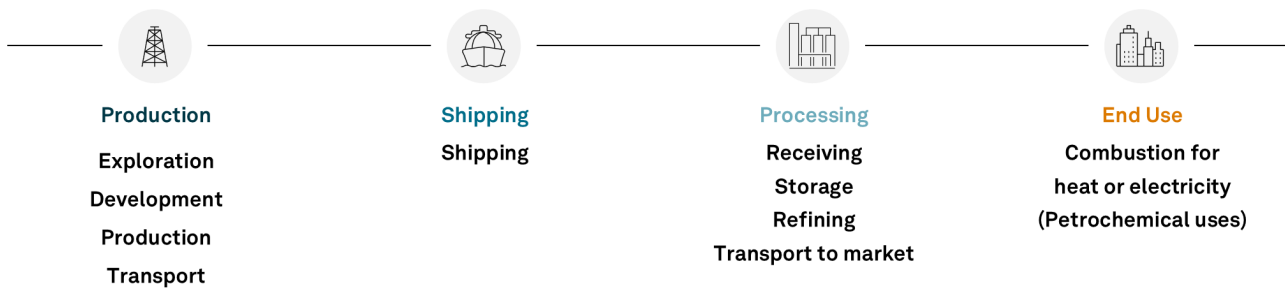 Production
Exploration
Development
Production
Transport
Shipping
Shipping
Processing
Receiving
Storage
Refining
Transport to market
End Use
Combustion for
heat or electricity
(Petrochemical uses)